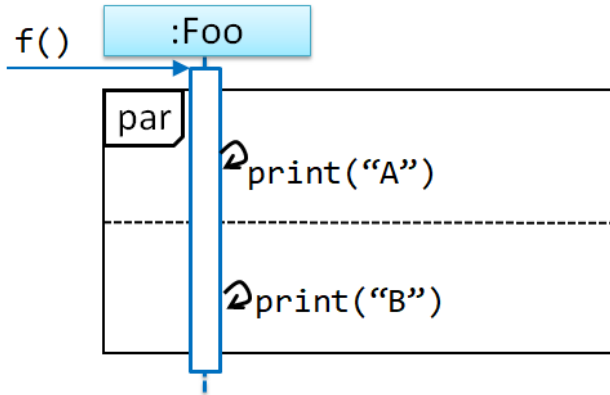 :Foo
f()
par
print(“A”)
print(“B”)